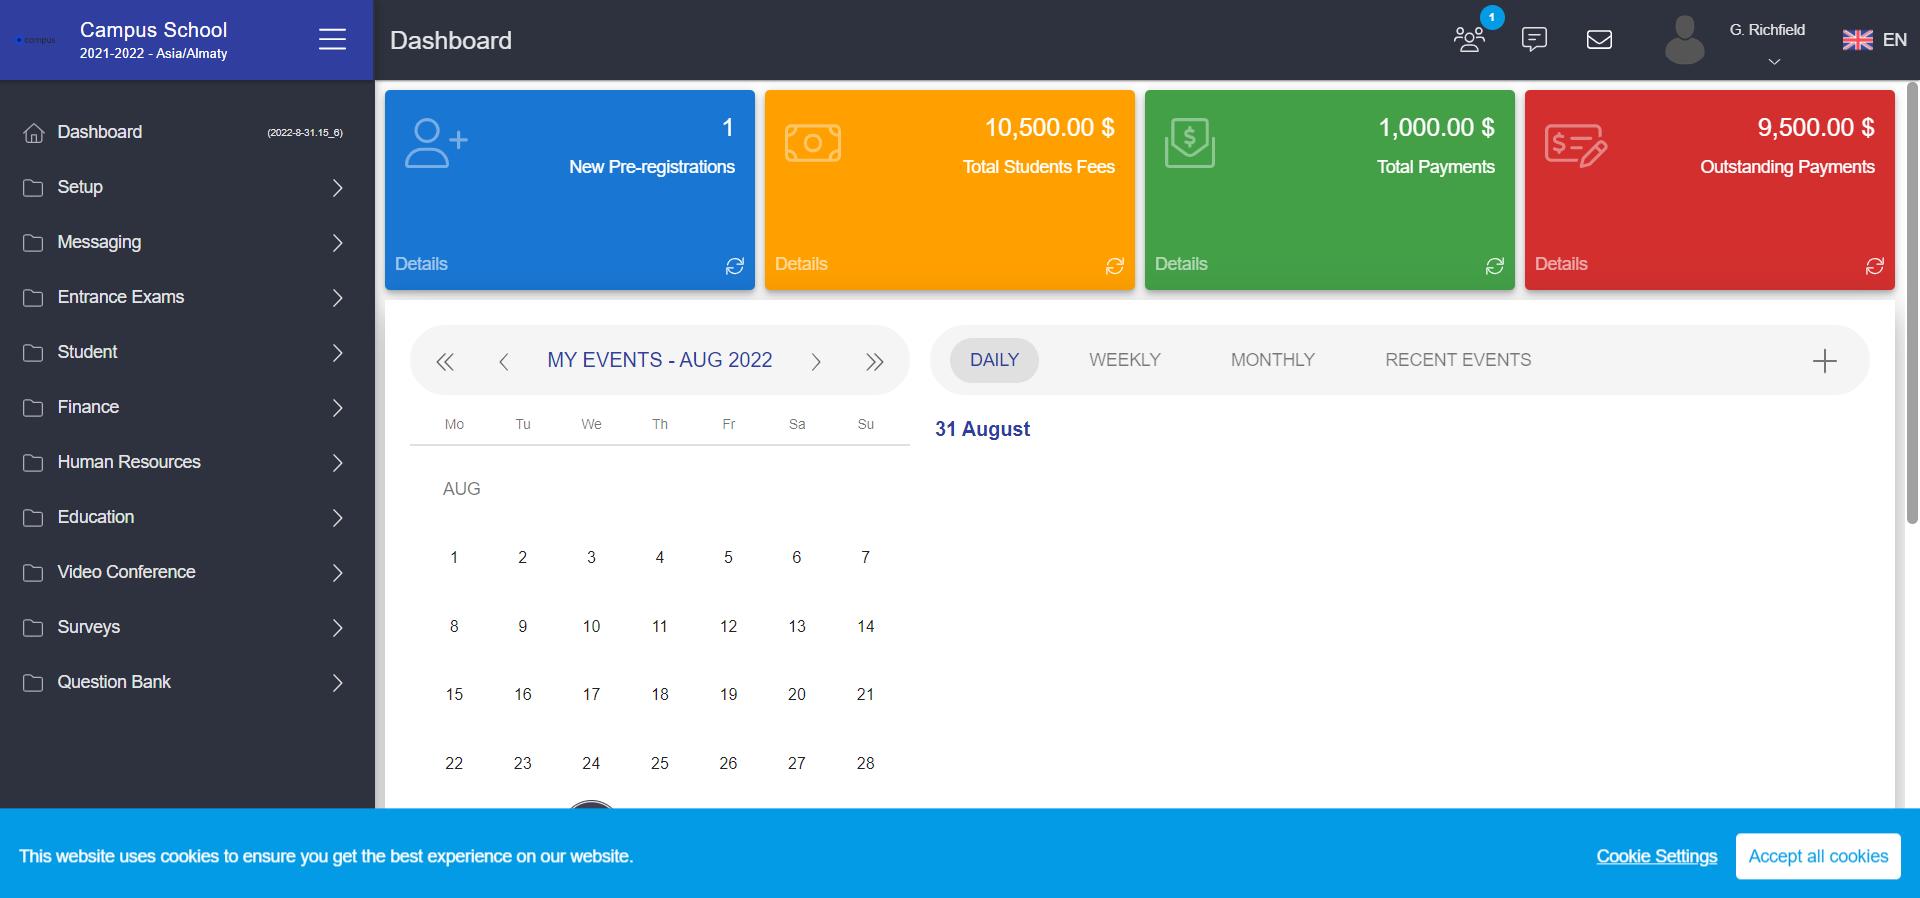 campus
Campus School
2021-2022 - Asia/Almaty
Dashboard
1
G. Richfield
EN
Dashboard
(2022-8-31.15_6)
Setup
Messaging
Entrance Exams
Student
Finance
Human Resources
Education
Video Conference
Surveys
Question Bank
1
New Pre-registrations
Details
10,500.00 $
Total Students Fees
Details
1,000.00 $
Total Payments
Details
9,500.00 $
Outstanding Payments
Details
MY EVENTS - AUG 2022
DAILY WEEKLY MONTHLY RECENT EVENTS
Mo Tu We Th Fr Sa Su
31 August
AUG
1 2 3 4 5 6 7
8 9 10 11 12 13 14
15 16 17 18 19 20 21
22 23 24 25 26 27 28
This website uses cookies to ensure you get the best experience on our website.
Cookie Settings
Accept all cookies